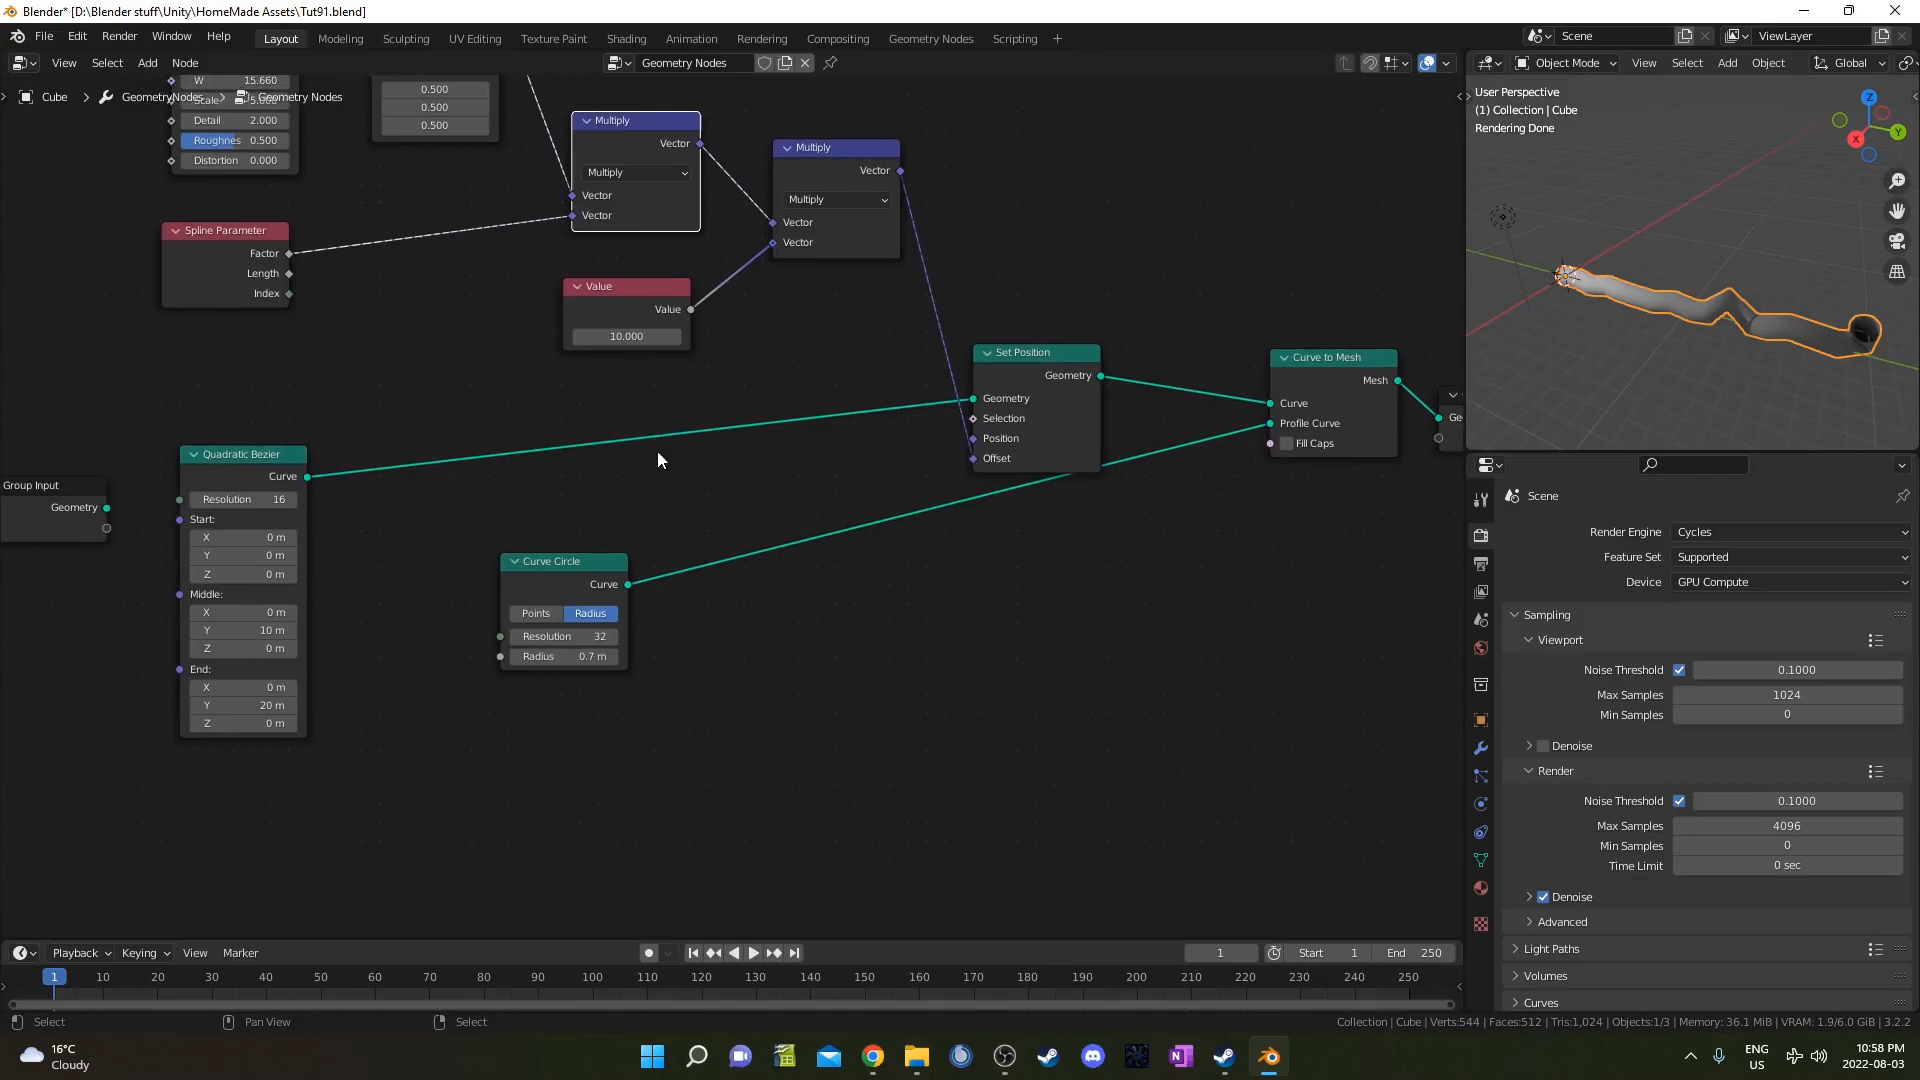 Blender* [D:\Blender stuff\Unity\HomeMade Assets\Tut91.blend]
File Edit Render Window Help Layout Modeling Sculpting UV Editing Texture Paint Shading Animation Rendering Compositing Geometry Nodes Scripting +
Scene
ViewLayer
View Select Add Node
Geometry Nodes
Object Mode View Select Add Object Global
Cube > GeometryNodes > Geometry Nodes
W 15.660
Detail 2.000
Roughnes 0.500
Distortion 0.000
0.500
0.500
0.500
Multiply
Vector
Multiply
Vector
Vector
Multiply
Vector
Multiply
Vector
Vector
Spline Parameter
Factor
Length
Index
Value
Value
10.000
Set Position
Geometry
Geometry
Selection
Position
Offset
Curve to Mesh
Mesh
Curve
Profile Curve
Fill Caps
Ge
Group Input
Geometry
Quadratic Bezier
Curve
Resolution 16
Start:
X 0 m
Y 0 m
Z 0 m
Middle:
X 0 m
Y 10 m
Z 0 m
End:
X 0 m
Y 20 m
Z 0 m
Curve Circle
Curve
Points Radius
Resolution 32
Radius 0.7 m
User Perspective
(1) Collection | Cube
Rendering Done
Z
Y
X
Scene
Render Engine Cycles
Feature Set Supported
Device GPU Compute
Sampling
Viewport
Noise Threshold 0.1000
Max Samples 1024
Min Samples 0
Denoise
Render
Noise Threshold 0.1000
Max Samples 4096
Min Samples 0
Time Limit 0 sec
Denoise
Advanced
Light Paths
Volumes
Curves
Playback Keying View Marker
1 Start 1 End 250
1 10 20 30 40 50 60 70 80 90 100 110 120 130 140 150 160 170 180 190 200 210 220 230 240 250
Select Pan View Select
Collection | Cube | Verts:544 | Faces:512 | Tris:1,024 | Objects:1/3 | Memory: 36.1 MiB | VRAM: 1.9/6.0 GiB | 3.2.2
16°C
Cloudy
ENG
US
10:58 PM
2022-08-03